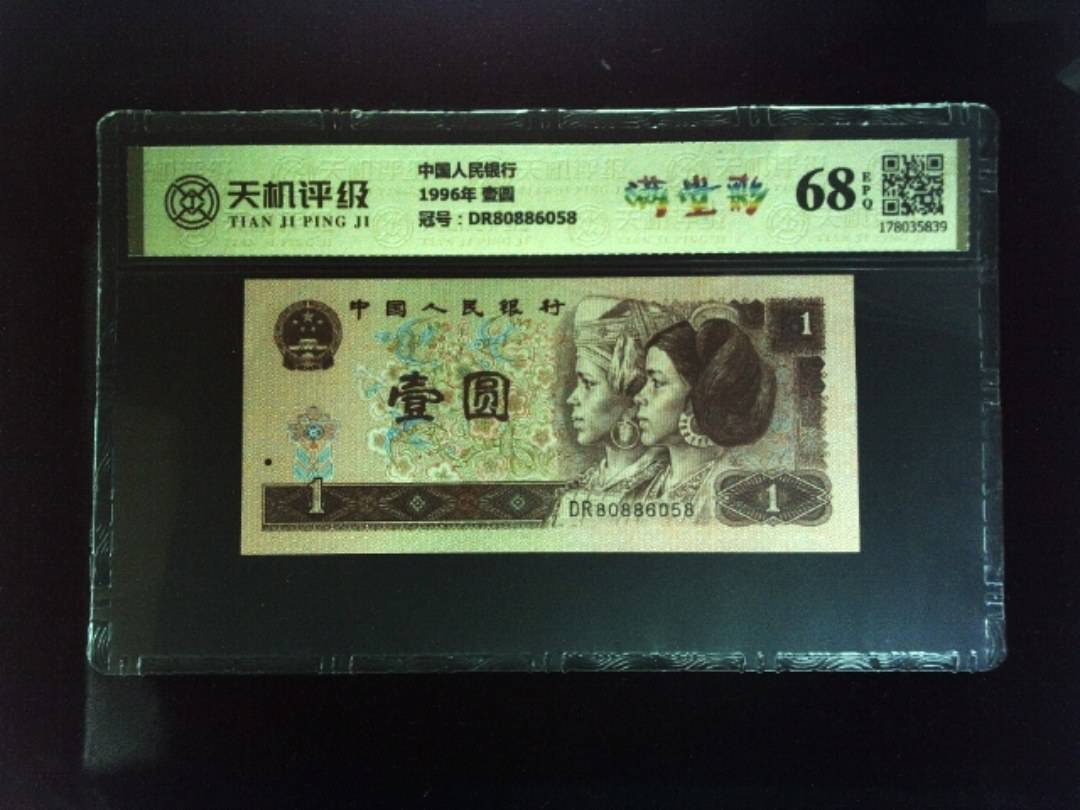 天机评级
TIAN JI PING JI
中国人民银行
1996年 壹圆
冠号：DR80886058
满堂彩
68
EPQ
178035839
中国人民银行
1
壹圆
1
DR80886058
1